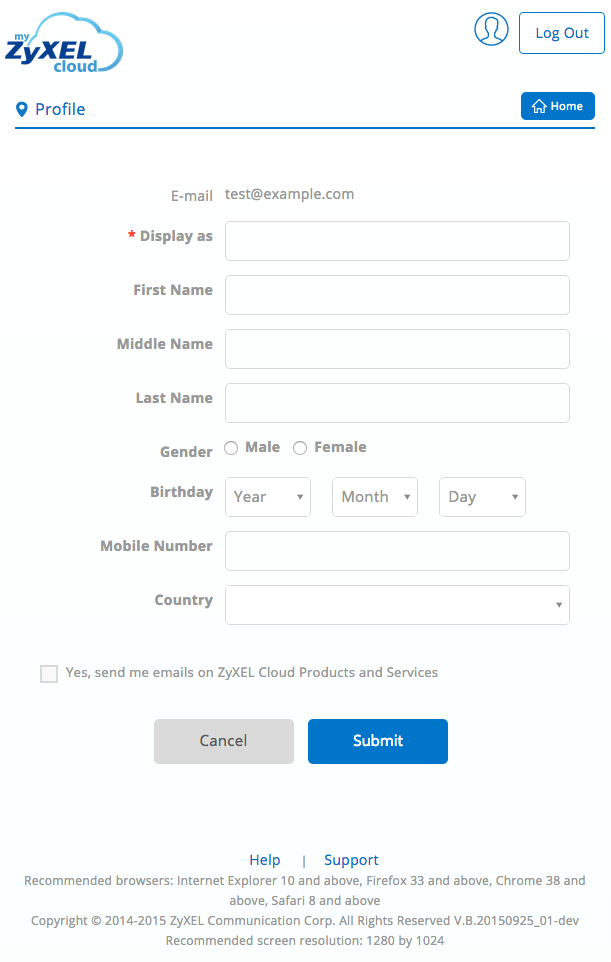 my
ZyXEL
cloud
Log Out
Profile
Home
E-mail test@example.com
* Display as
First Name
Middle Name
Last Name
Gender Male Female
Birthday Year Month Day
Mobile Number
Country
Yes, send me emails on ZyXEL Cloud Products and Services
Cancel Submit
Help | Support
Recommended browsers: Internet Explorer 10 and above, Firefox 33 and above, Chrome 38 and
above, Safari 8 and above
Copyright © 2014-2015 ZyXEL Communication Corp. All Rights Reserved V.B.20150925_01-dev
Recommended screen resolution: 1280 by 1024